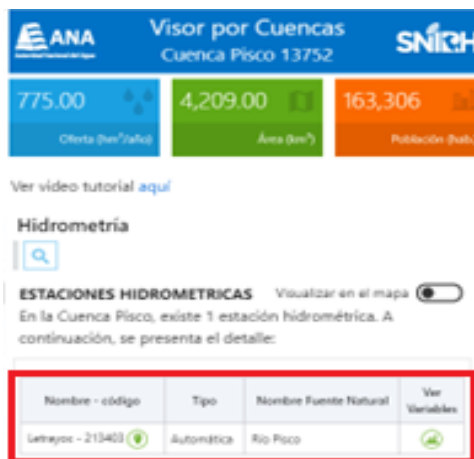 ANA
Visor por Cuencas
Cuenca Pisco 13752
SNIRH
775.00
4,209.00
163,306
Oferta (hm³/año)
Área (km²)
Población (hab.
Ver video tutorial aquí
Hidrometría
ESTACIONES HIDROMETRICAS Visualizar en el mapa
En la Cuenca Pisco, existe 1 estación hidrométrica. A
continuación, se presenta el detalle:
Nombre - código Tipo Nombre Fuente Natural Ver Variables
Letrayoc - 213403 Automática Rio Pisco